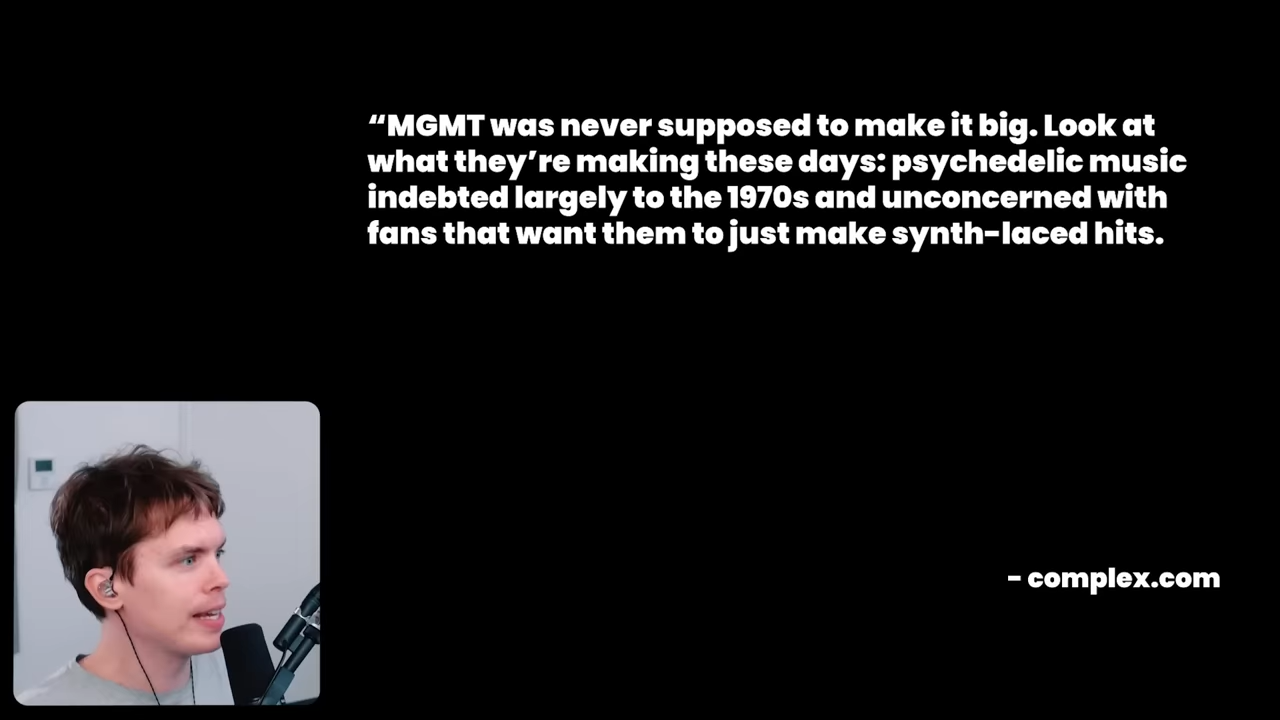 “MGMT was never supposed to make it big. Look at
what they’re making these days: psychedelic music
indebted largely to the 1970s and unconcerned with
fans that want them to just make synth-laced hits.
- complex.com